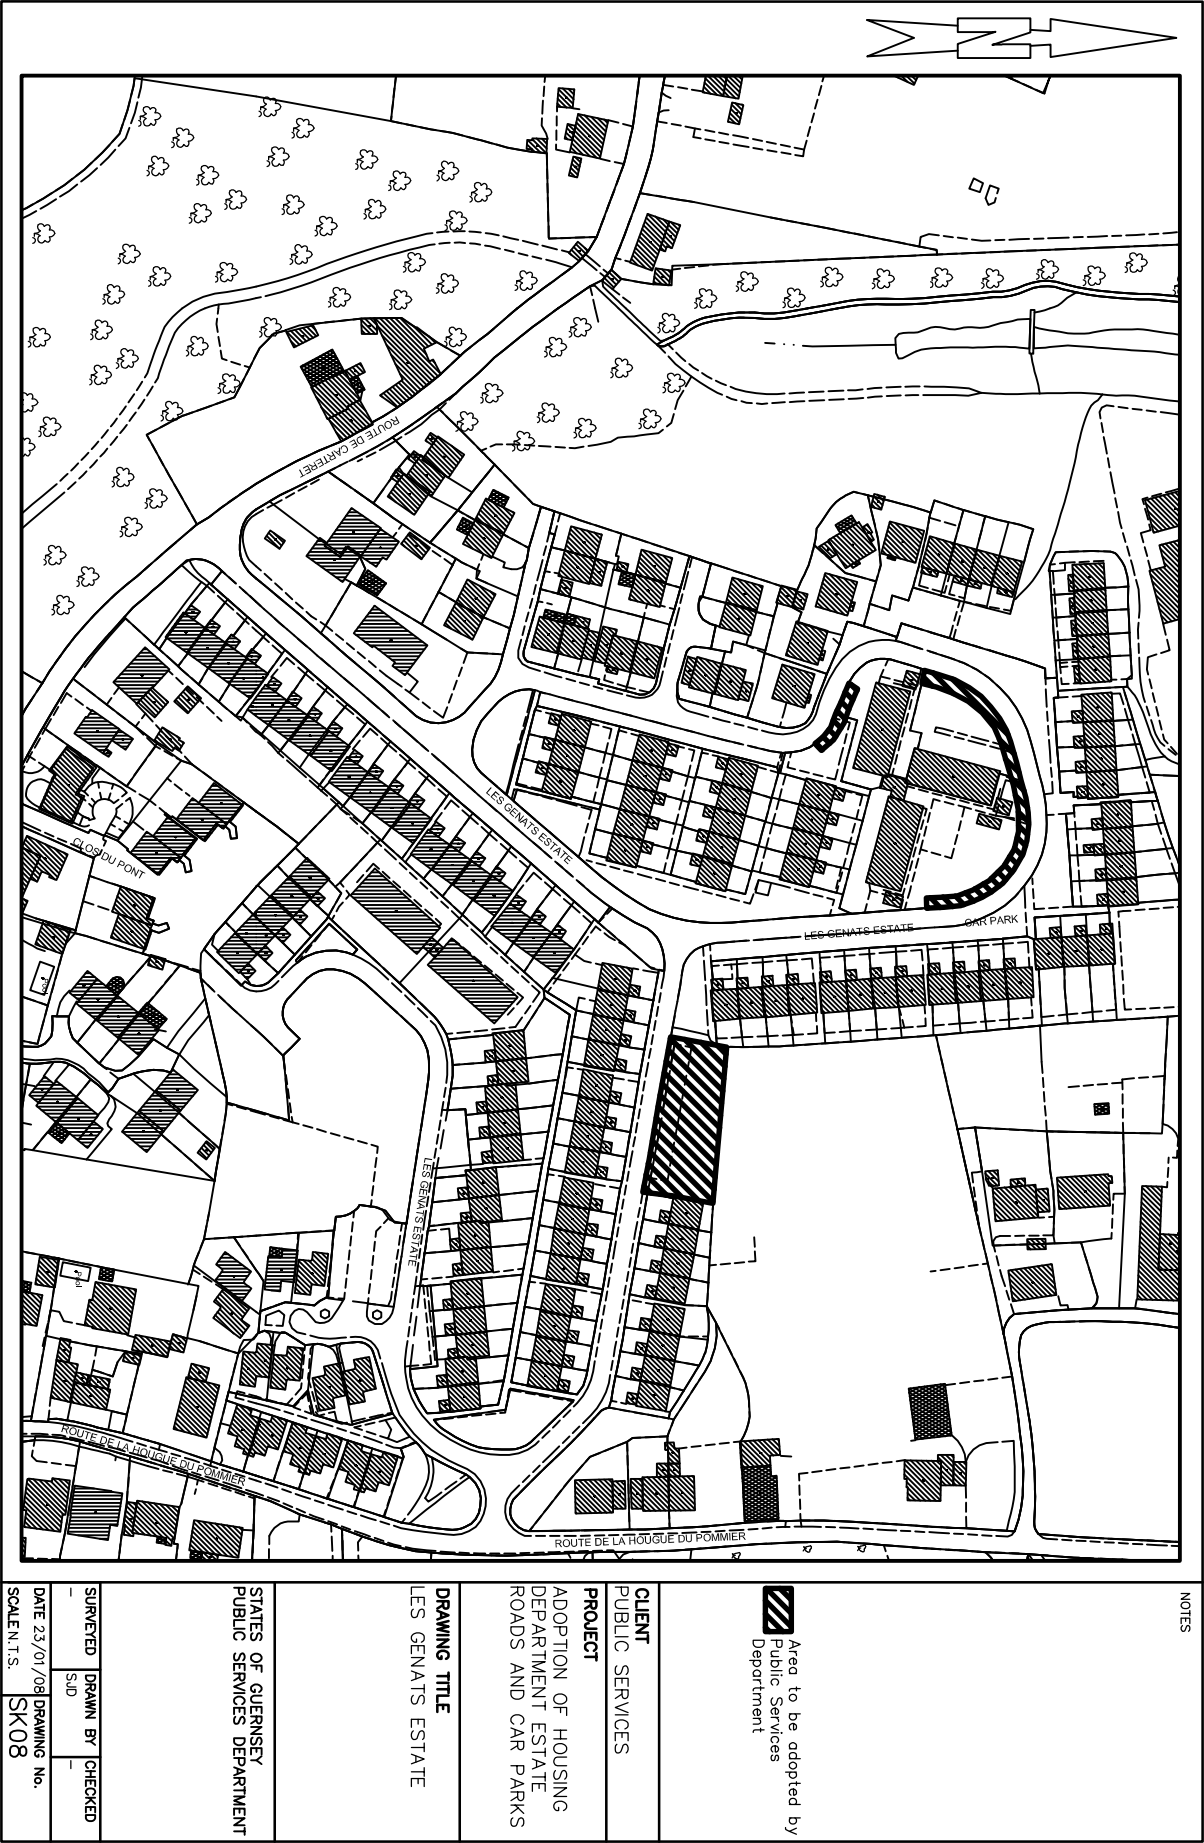 N
ROUTE DE CARTERET
LES GENATS ESTATE
CLOS DU PONT
LES GENATS ESTATE
CAR PARK
Pool
LES GENATS ESTATE
Pool
ROUTE DE LA HOUGUE DU POMMIER
ROUTE DE LA HOUGUE DU POMMIER
NOTES
Area to be adopted by
Public Services
Department
CLIENT
PUBLIC SERVICES
PROJECT
ADOPTION OF HOUSING
DEPARTMENT ESTATE
ROADS AND CAR PARKS
DRAWING TITLE
LES GENATS ESTATE
STATES OF GUERNSEY
PUBLIC SERVICES DEPARTMENT
SURVEYED DRAWN BY CHECKED
- SJD -
DATE 23/01/08 DRAWING No.
SCALE N.T.S. SK08